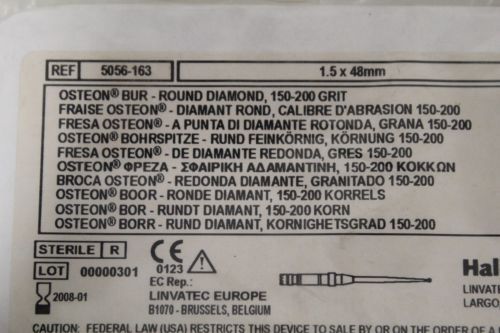 REF 5056-163 1.5 x 48mm
OSTEON® BUR - ROUND DIAMOND, 150-200 GRIT
FRAISE OSTEON® - DIAMANT ROND, CALIBRE D'ABRASION 150-200
FRESA OSTEON® - A PUNTA DI DIAMANTE ROTONDA, GRANA 150-200
OSTEON® BOHRSPITZE - RUND FEINKÖRNIG, KÖRNUNG 150-200
FRESA OSTEON® - DE DIAMANTE REDONDA, GRES 150-200
OSTEON® ΦΡΕΖΑ - ΣΦΑΙΡΙΚΗ ΑΔΑΜΑΝΤΙΝΗ, 150-200 ΚΟΚΚΩΝ
BROCA OSTEON® - REDONDA DIAMANTE, GRANITADO 150-200
OSTEON® BOOR - RONDE DIAMANT, 150-200 KORRELS
OSTEON® BOR - RUNDT DIAMANT, 150-200 KORN
OSTEON® BORR - RUND DIAMANT, KORNIGHETSGRAD 150-200
STERILE R
LOT 00000301
2008-01
CE
0123
EC Rep.:
LINVATEC EUROPE
B1070 - BRUSSELS, BELGIUM
Hal
LINVATE
LARGO,
CAUTION: FEDERAL LAW (USA) RESTRICTS THIS DEVICE TO SALE BY OR ON